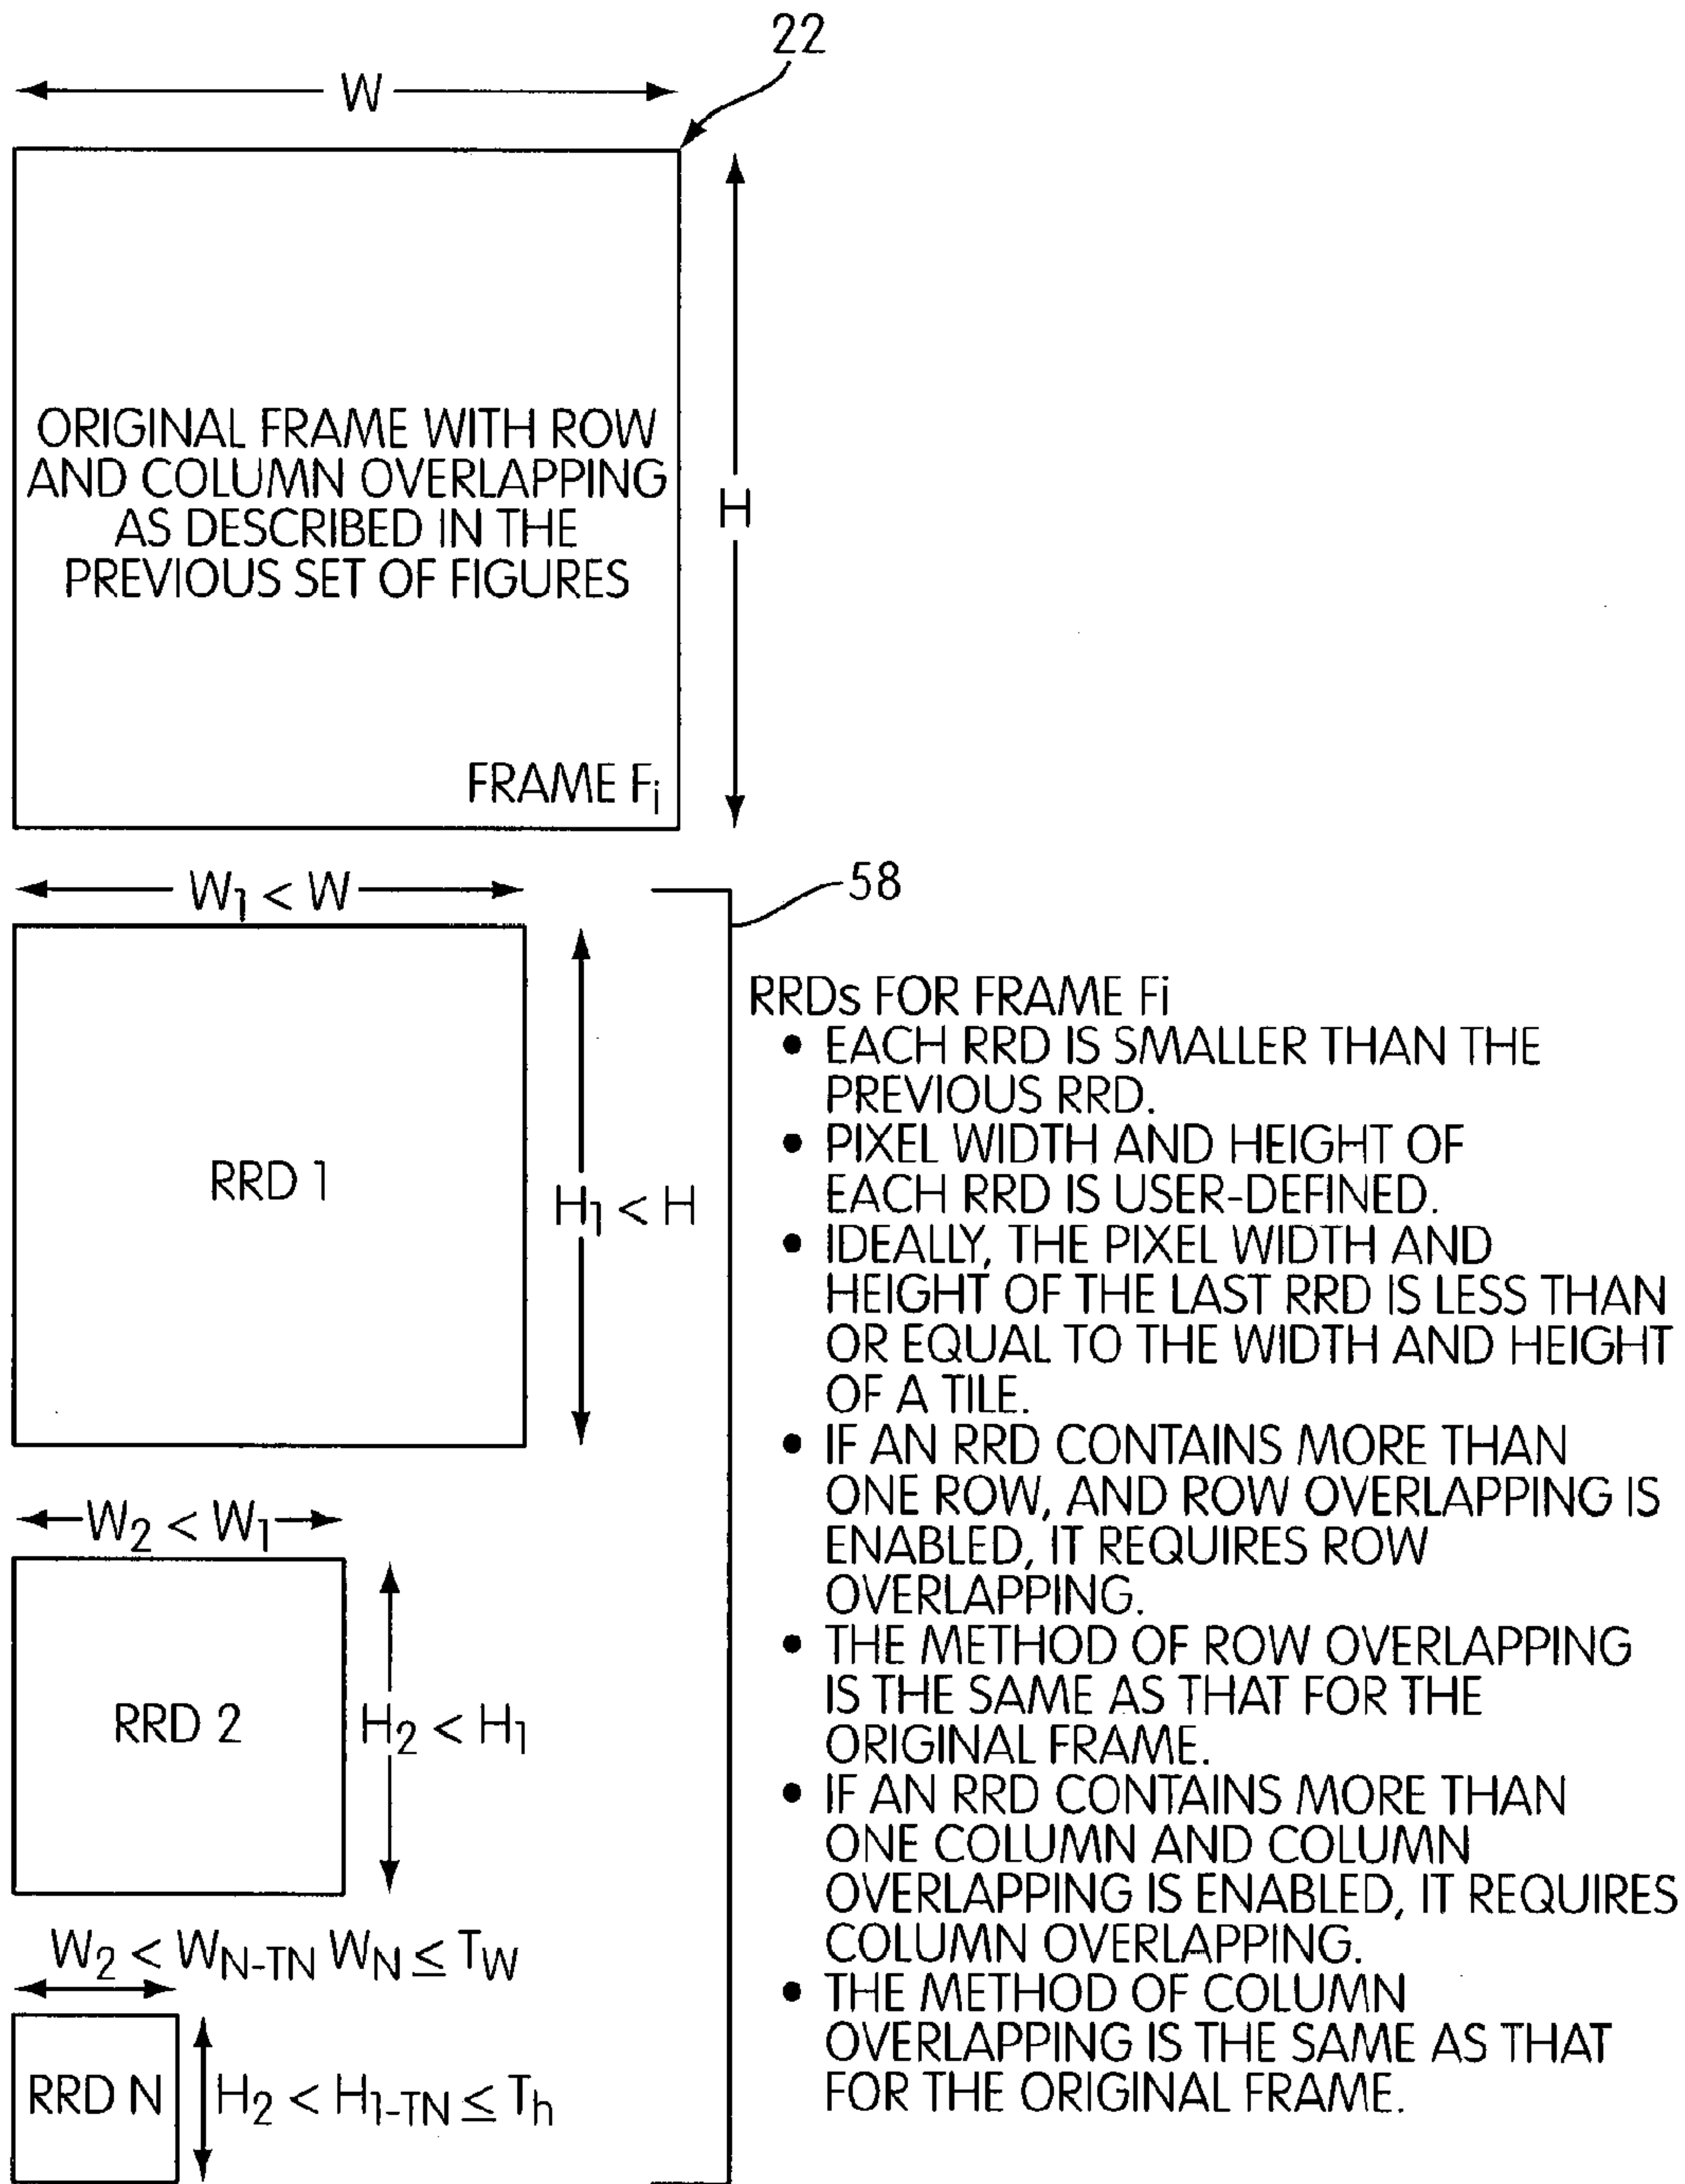 22
W
ORIGINAL FRAME WITH ROW
AND COLUMN OVERLAPPING
AS DESCRIBED IN THE
PREVIOUS SET OF FIGURES
H
FRAME Fi
W1 < W
58
RRD 1
H1 < H
RRDs FOR FRAME Fi
• EACH RRD IS SMALLER THAN THE
PREVIOUS RRD.
• PIXEL WIDTH AND HEIGHT OF
EACH RRD IS USER-DEFINED.
• IDEALLY, THE PIXEL WIDTH AND
HEIGHT OF THE LAST RRD IS LESS THAN
OR EQUAL TO THE WIDTH AND HEIGHT
OF A TILE.
• IF AN RRD CONTAINS MORE THAN
ONE ROW, AND ROW OVERLAPPING IS
ENABLED, IT REQUIRES ROW
OVERLAPPING.
• THE METHOD OF ROW OVERLAPPING
IS THE SAME AS THAT FOR THE
ORIGINAL FRAME.
• IF AN RRD CONTAINS MORE THAN
ONE COLUMN AND COLUMN
OVERLAPPING IS ENABLED, IT REQUIRES
COLUMN OVERLAPPING.
• THE METHOD OF COLUMN
OVERLAPPING IS THE SAME AS THAT
FOR THE ORIGINAL FRAME.
W2 < W1
RRD 2
H2 < H1
W2 < WN-TN WN ≤ TW
RRD N
H2 < H1-TN ≤ Th